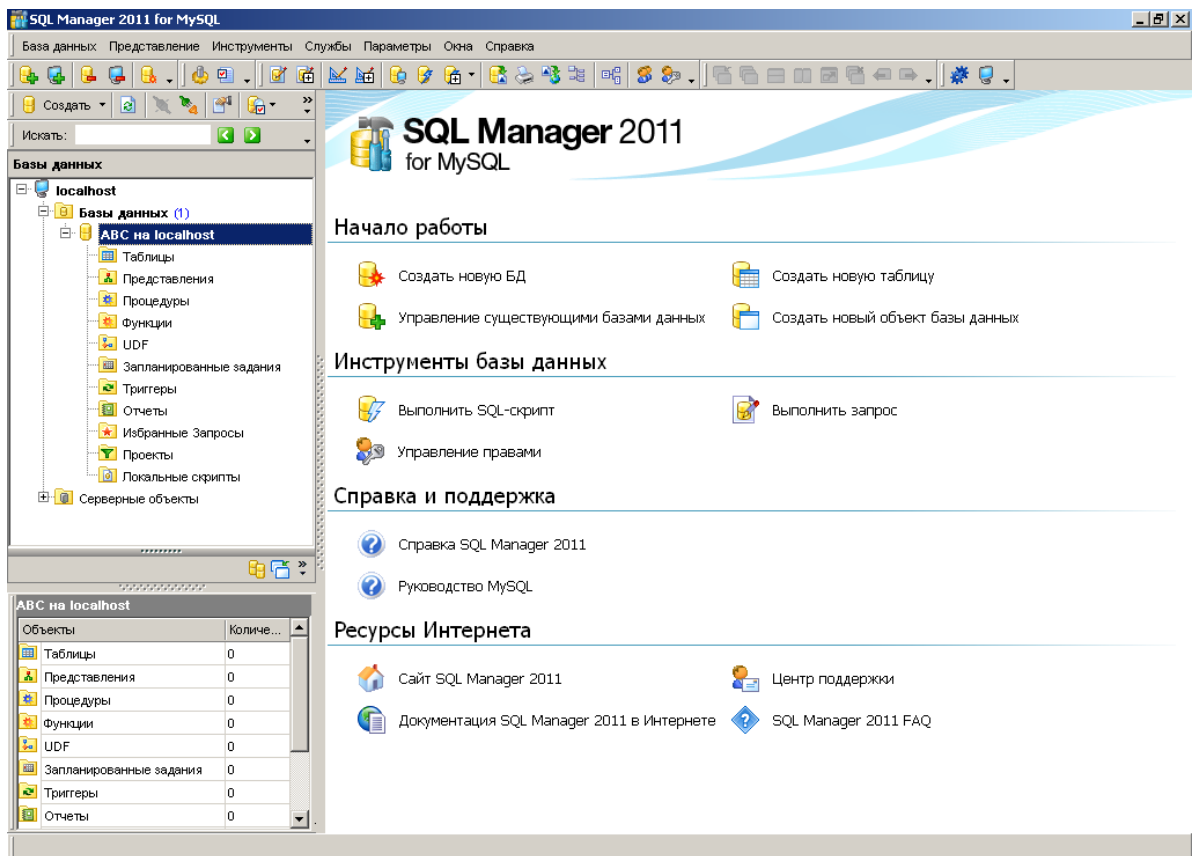 SQL Manager 2011 for MySQL
База данных Представление Инструменты Службы Параметры Окна Справка
Создать
Искать:
Базы данных
localhost
Базы данных (1)
ABC на localhost
Таблицы
Представления
Процедуры
Функции
UDF
Запланированные задания
Триггеры
Отчеты
Избранные Запросы
Проекты
Локальные скрипты
Серверные объекты
ABC на localhost
Объекты Количе...
Таблицы 0
Представления 0
Процедуры 0
Функции 0
UDF 0
Запланированные задания 0
Триггеры 0
Отчеты 0
SQL Manager 2011
for MySQL
Начало работы
Создать новую БД Создать новую таблицу
Управление существующими базами данных Создать новый объект базы данных
Инструменты базы данных
Выполнить SQL-скрипт Выполнить запрос
Управление правами
Справка и поддержка
Справка SQL Manager 2011
Руководство MySQL
Ресурсы Интернета
Сайт SQL Manager 2011 Центр поддержки
Документация SQL Manager 2011 в Интернете SQL Manager 2011 FAQ